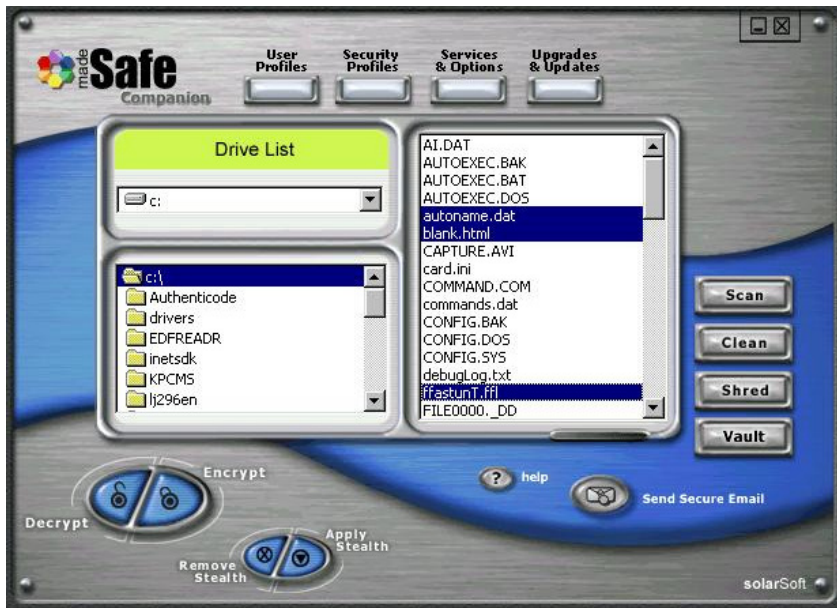 made Safe
Companion
User
Profiles
Security
Profiles
Services
& Options
Upgrades
& Updates
Drive List
c:
c:\
Authenticode
drivers
EDFREADR
inetsdk
KPCMS
lj296en
AI.DAT
AUTOEXEC.BAK
AUTOEXEC.BAT
AUTOEXEC.DOS
autoname.dat
blank.html
CAPTURE.AVI
card.ini
COMMAND.COM
commands.dat
CONFIG.BAK
CONFIG.DOS
CONFIG.SYS
debugLog.txt
ffastunT.ffl
FILE0000._DD
Scan
Clean
Shred
Vault
Encrypt
Decrypt
? help
Send Secure Email
Apply
Stealth
Remove
Stealth
solarSoft